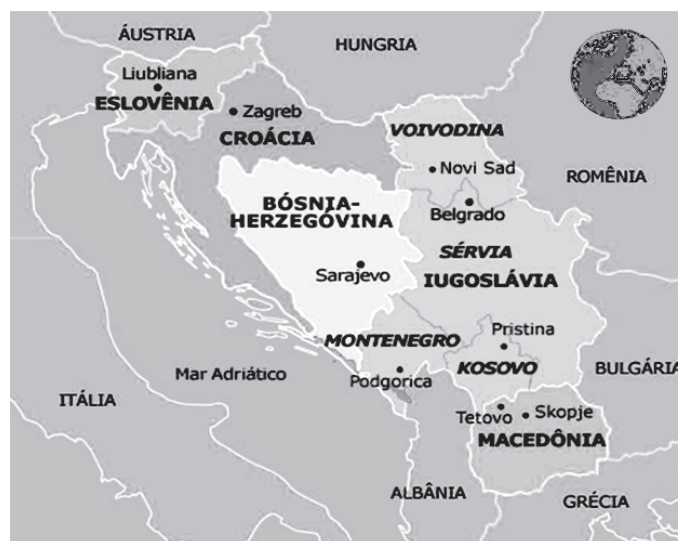 ÁUSTRIA
HUNGRIA
Liubliana
ESLOVÊNIA
Zagreb
CROÁCIA
VOIVODINA
Novi Sad
ROMÊNIA
BÓSNIA-
HERZEGÓVINA
Belgrado
SÉRVIA
IUGOSLÁVIA
Sarajevo
MONTENEGRO
Pristina
KOSOVO
BULGÁRIA
Mar Adriático
Podgorica
ITÁLIA
Tetovo
Skopje
MACEDÔNIA
ALBÂNIA
GRÉCIA